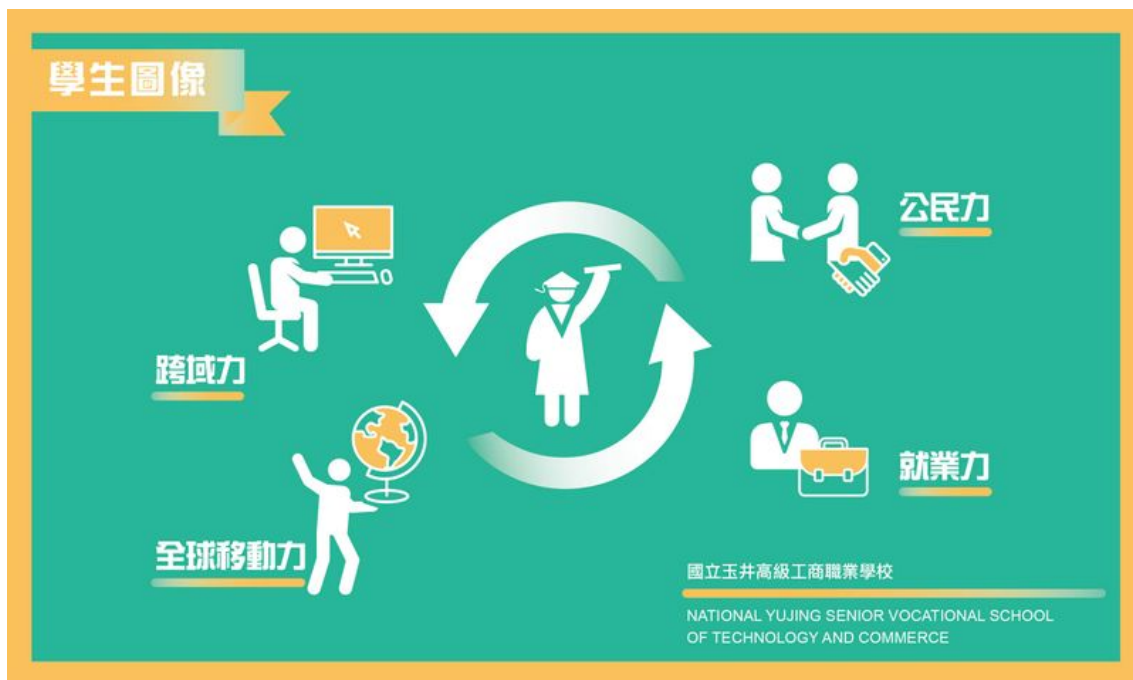 學生圖像
跨域力
公民力
全球移動力
就業力
國立玉井高級工商職業學校
NATIONAL YUJING SENIOR VOCATIONAL SCHOOL
OF TECHNOLOGY AND COMMERCE